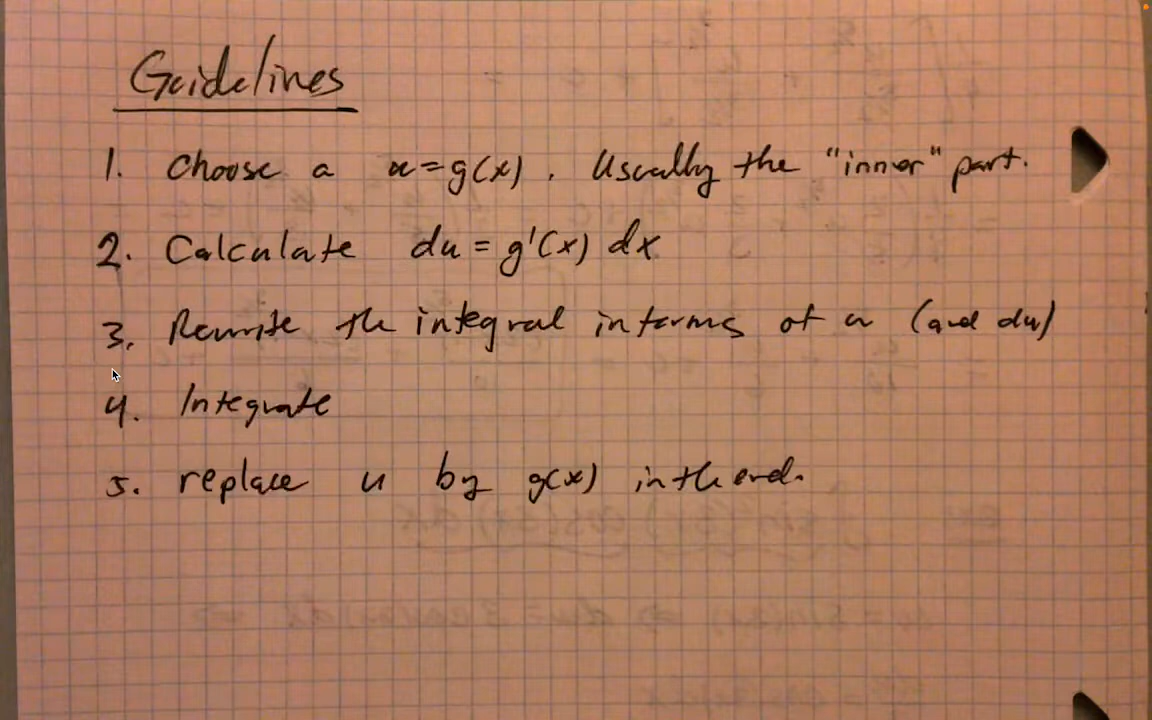 Guidelines
1. Choose a u=g(x). Usually the "inner" part.
2. Calculate du = g'(x) dx
3. Rewrite the integral in terms of u (and du)
4. Integrate
5. replace u by g(x) in the end.